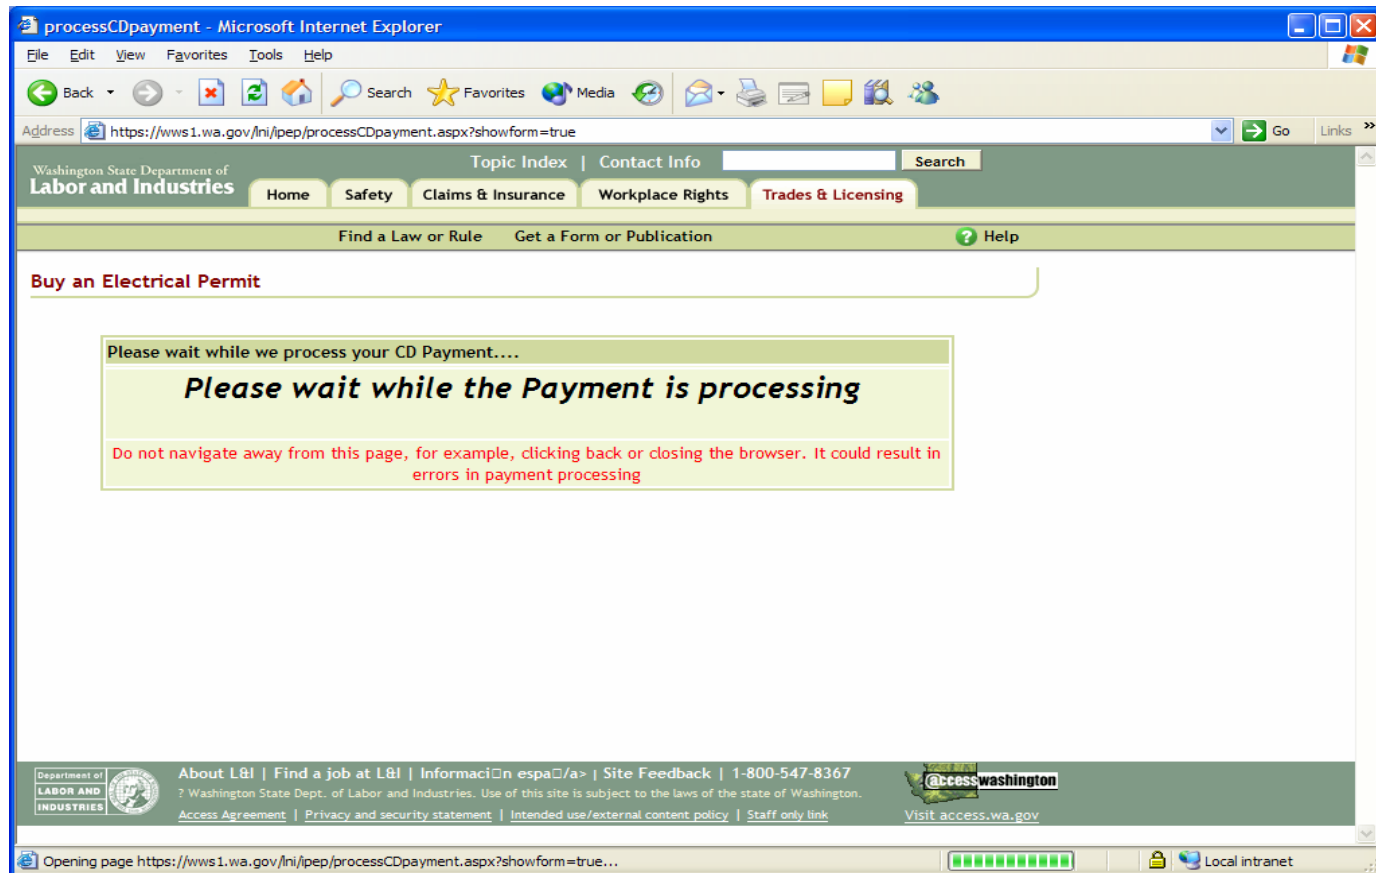 processCDpayment - Microsoft Internet Explorer
File Edit View Favorites Tools Help
Back Search Favorites Media
Address https://wws1.wa.gov/lni/ipep/processCDpayment.aspx?showform=true Go Links »
Topic Index | Contact Info Search
Washington State Department of
Labor and Industries
Home Safety Claims & Insurance Workplace Rights Trades & Licensing
Find a Law or Rule Get a Form or Publication ? Help
Buy an Electrical Permit
Please wait while we process your CD Payment....
Please wait while the Payment is processing
Do not navigate away from this page, for example, clicking back or closing the browser. It could result in
errors in payment processing
Department of
LABOR AND
INDUSTRIES
About L&I | Find a job at L&I | Informaci□n espa□/a> | Site Feedback | 1-800-547-8367
? Washington State Dept. of Labor and Industries. Use of this site is subject to the laws of the state of Washington.
Access Agreement | Privacy and security statement | Intended use/external content policy | Staff only link
@accesswashington
Visit access.wa.gov
Opening page https://wws1.wa.gov/lni/ipep/processCDpayment.aspx?showform=true... Local intranet